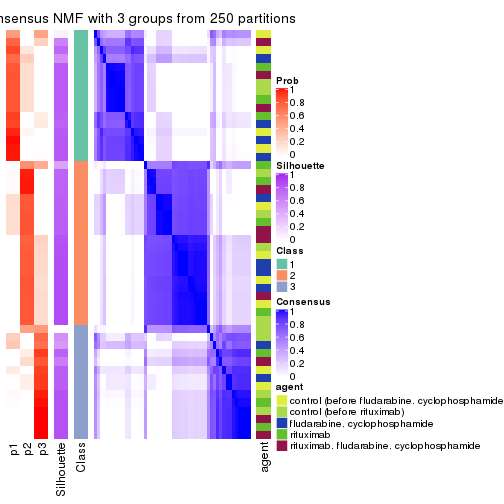 nsensus NMF with 3 groups from 250 partitions
Prob
1
0.8
0.6
0.4
0.2
0
Silhouette
1
0.8
0.6
0.4
0.2
0
Class
1
2
3
Consensus
1
0.8
0.6
0.4
0.2
0
agent
control (before fludarabine, cyclophosphamide
control (before rituximab)
fludarabine, cyclophosphamide
rituximab
rituximab, fludarabine, cyclophosphamide
p1
p2
p3
Silhouette
Class
agent